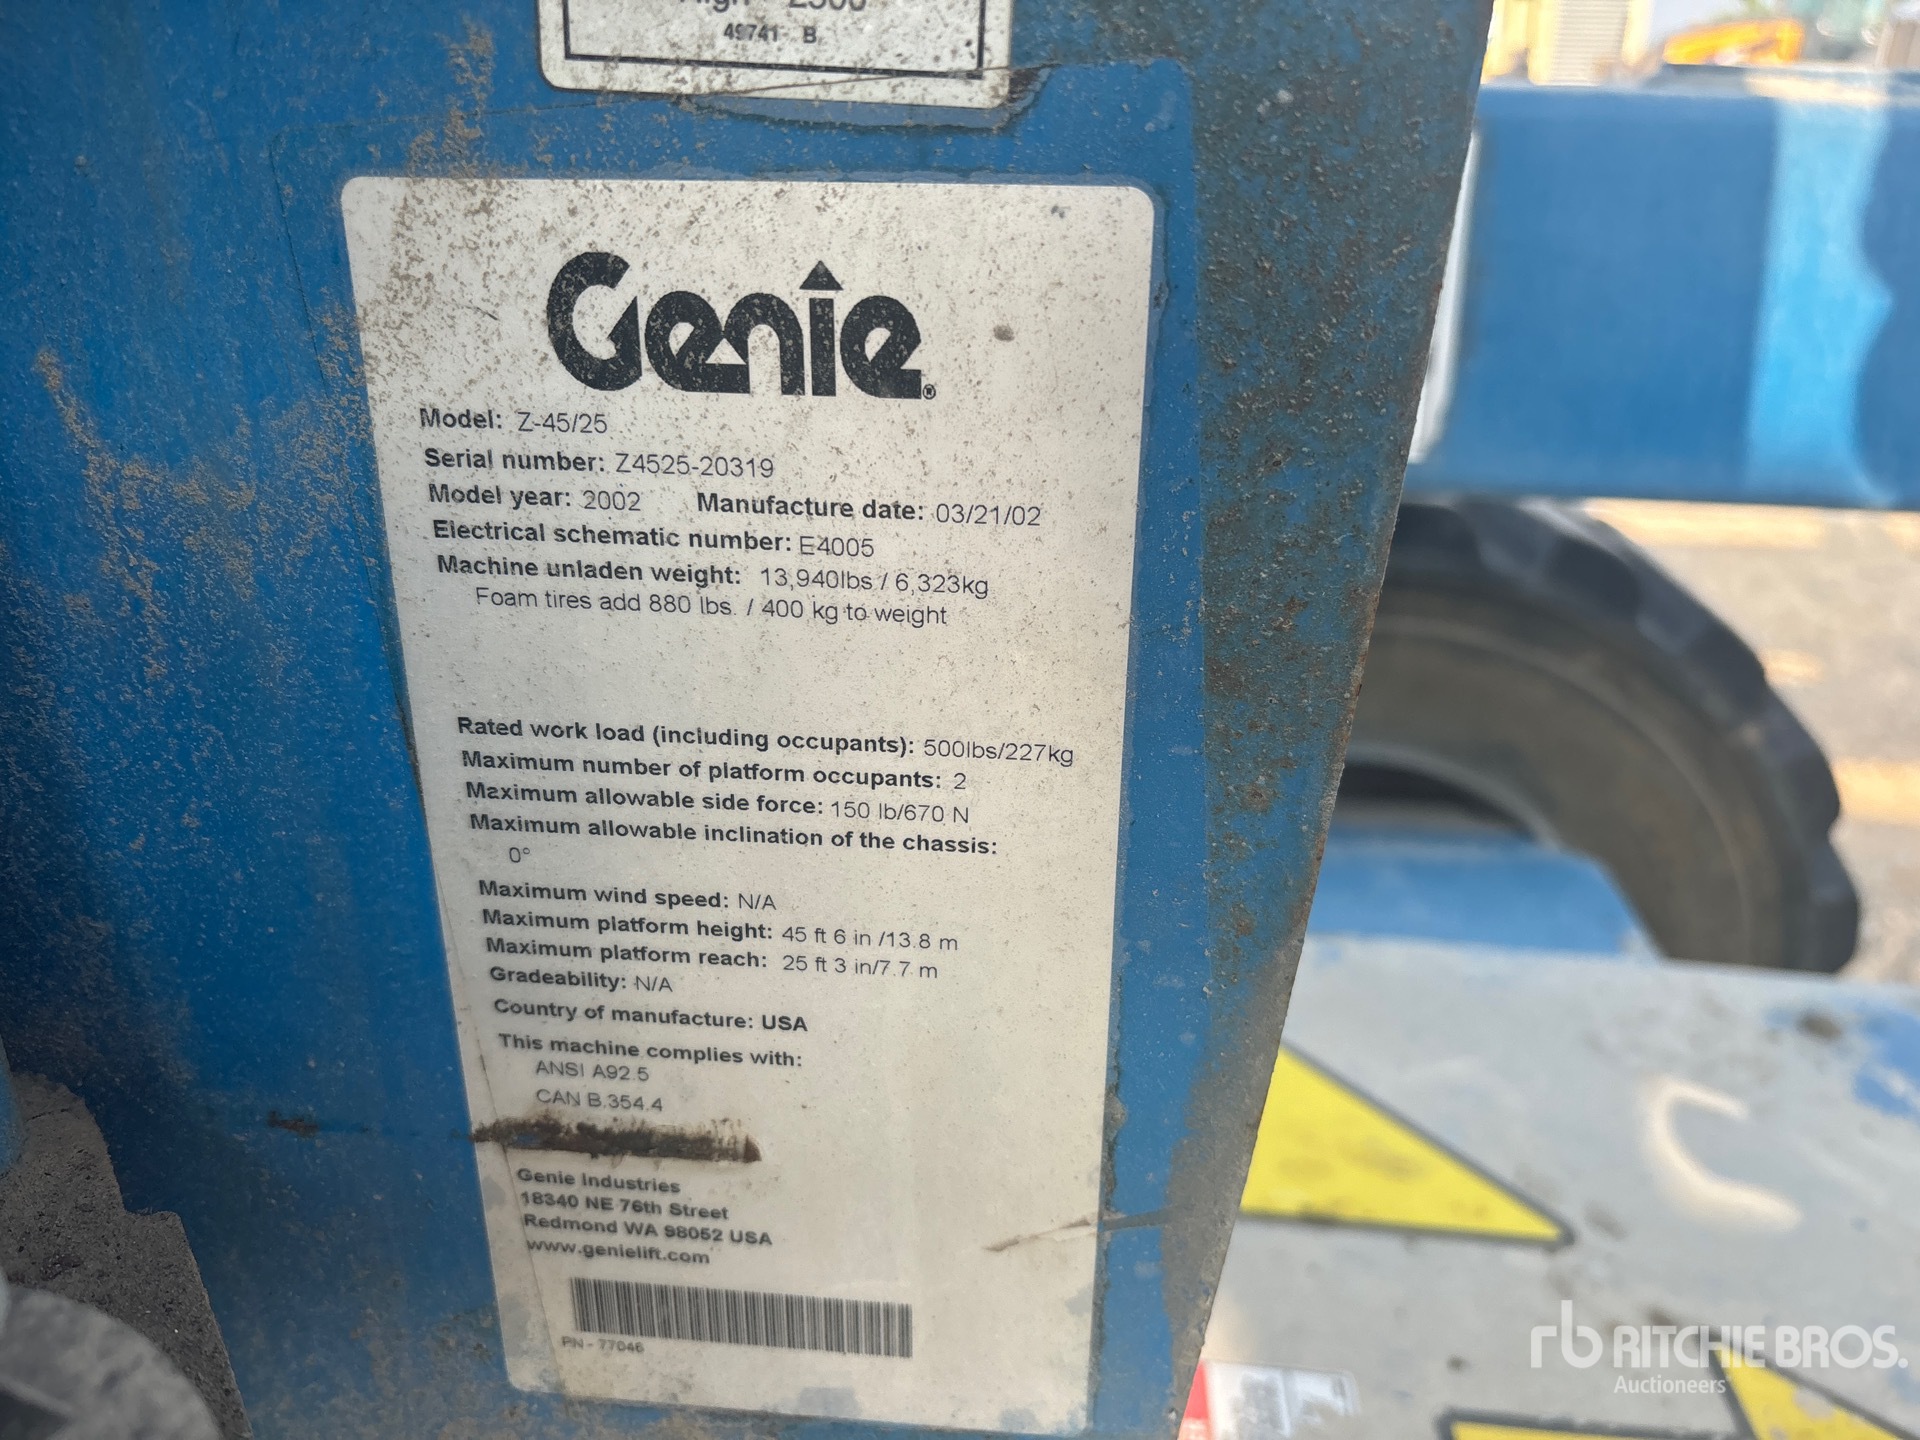 49741 B
Genie®
Model: Z-45/25
Serial number: Z4525-20319
Model year: 2002 Manufacture date: 03/21/02
Electrical schematic number: E4005
Machine unladen weight: 13,940lbs / 6,323kg
Foam tires add 880 lbs. / 400 kg to weight
Rated work load (including occupants): 500lbs/227kg
Maximum number of platform occupants: 2
Maximum allowable side force: 150 lb/670 N
Maximum allowable inclination of the chassis:
0°
Maximum wind speed: N/A
Maximum platform height: 45 ft 6 in /13.8 m
Maximum platform reach: 25 ft 3 in/7.7 m
Gradeability: N/A
Country of manufacture: USA
This machine complies with:
ANSI A92.5
CAN B.354.4
Genie Industries
18340 NE 76th Street
Redmond WA 98052 USA
www.genielift.com
PN - 77046
rb RITCHIE BROS.
Auctioneers